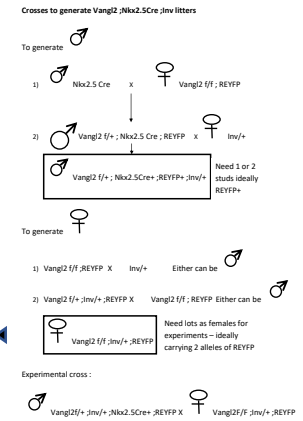 Crosses to generate Vangl2 ;Nkx2.5Cre ;Inv litters
To generate
1) Nkx2.5 Cre X Vangl2 f/f ; REYFP
2) Vangl2 f/+ ; Nkx2.5 Cre ; REYFP x Inv/+
Vangl2 f/+ ; Nkx2.5Cre+ ;REYFP+ ;Inv/+
Need 1 or 2
studs ideally
REYFP+
To generate
1) Vangl2 f/f ;REYFP X Inv/+ Either can be
2) Vangl2 f/+ ;Inv/+ ;REYFP X Vangl2 f/f ; REYFP Either can be
Vangl2 f/f ;Inv/+ ;REYFP
Need lots as females for
experiments – ideally
carrying 2 alleles of REYFP
Experimental cross :
Vangl2f/+ ;Inv/+ ;Nkx2.5Cre+ ;REYFP X Vangl2F/F ;Inv/+ ;REYFP